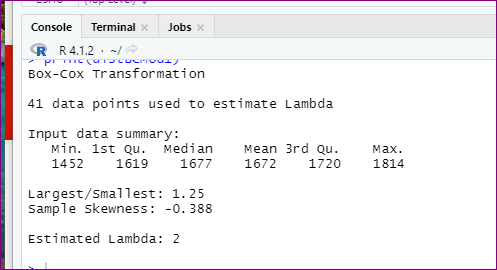 Console Terminal Jobs
R 4.1.2 · ~/
Box-Cox Transformation
41 data points used to estimate Lambda
Input data summary:
Min. 1st Qu. Median Mean 3rd Qu. Max.
1452 1619 1677 1672 1720 1814
Largest/Smallest: 1.25
Sample Skewness: -0.388
Estimated Lambda: 2
>